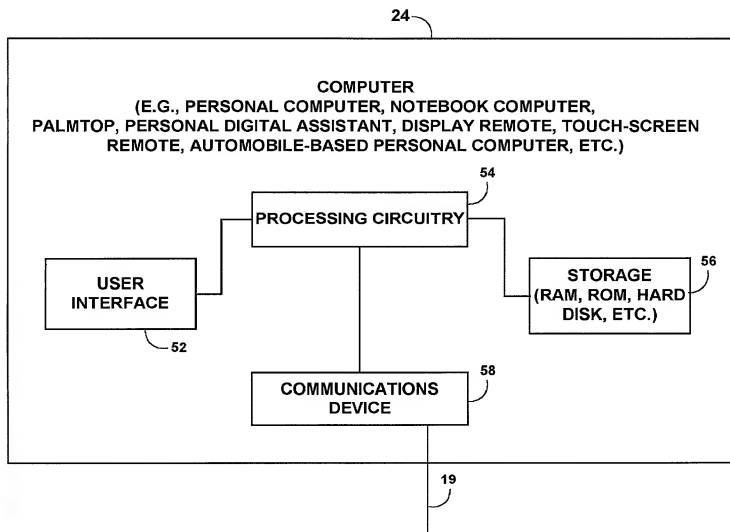 24
COMPUTER
(E.G., PERSONAL COMPUTER, NOTEBOOK COMPUTER,
PALMTOP, PERSONAL DIGITAL ASSISTANT, DISPLAY REMOTE, TOUCH-SCREEN
REMOTE, AUTOMOBILE-BASED PERSONAL COMPUTER, ETC.)
54
PROCESSING CIRCUITRY
USER
INTERFACE
52
STORAGE
(RAM, ROM, HARD
DISK, ETC.)
56
58
COMMUNICATIONS
DEVICE
19